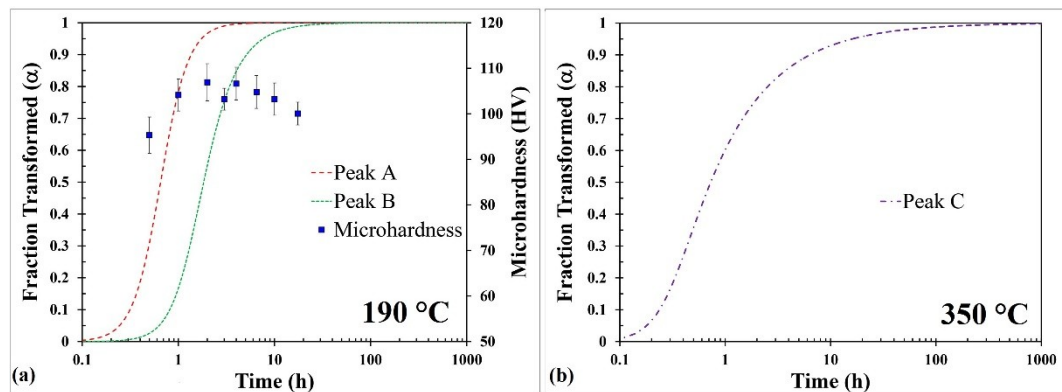 1
0.9
0.8
0.7
0.6
0.5
0.4
0.3
0.2
0.1
0
Fraction Transformed (α)
120
110
100
90
80
70
60
50
Microhardness (HV)
Peak A
Peak B
Microhardness
190 °C
0.1 1 10 100 1000
(a) Time (h)
1
0.9
0.8
0.7
0.6
0.5
0.4
0.3
0.2
0.1
0
Fraction Transformed (α)
Peak C
350 °C
0.1 1 10 100 1000
(b) Time (h)